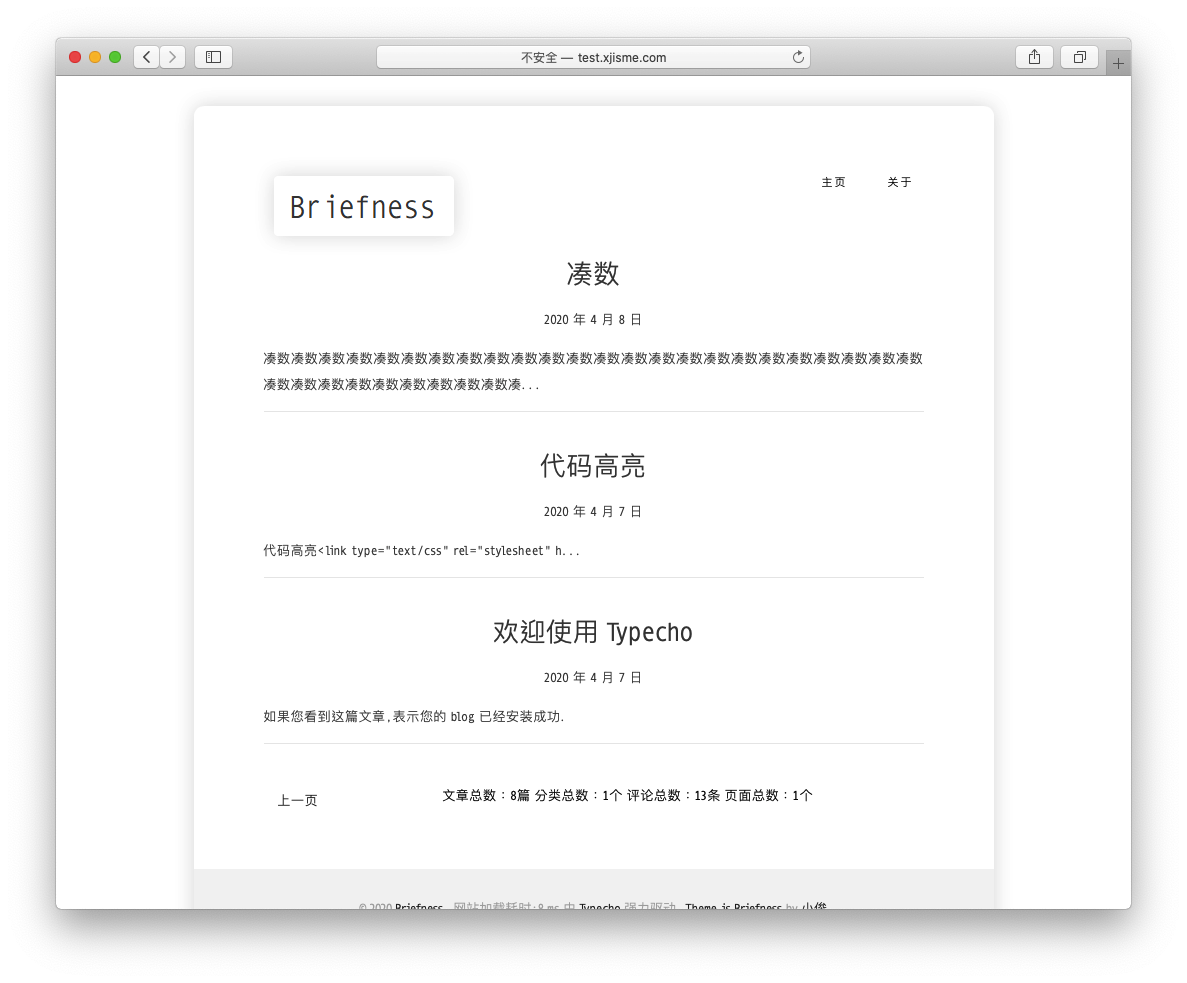 不安全 — test.xjisme.com
主页 关于
Briefness
凑数
2020 年 4 月 8 日
凑数凑数凑数凑数凑数凑数凑数凑数凑数凑数凑数凑数凑数凑数凑数凑数凑数凑数凑数凑数凑数凑数凑数凑数
凑数凑数凑数凑数凑数凑数凑数凑数凑数凑...
代码高亮
2020 年 4 月 7 日
代码高亮<link type="text/css" rel="stylesheet" h...
欢迎使用 Typecho
2020 年 4 月 7 日
如果您看到这篇文章,表示您的 blog 已经安装成功.
上一页 文章总数：8篇 分类总数：1个 评论总数：13条 页面总数：1个
© 2020 Briefness . 网站加载耗时:8 ms 由 Typecho 强力驱动. Theme is Briefness by 小俊